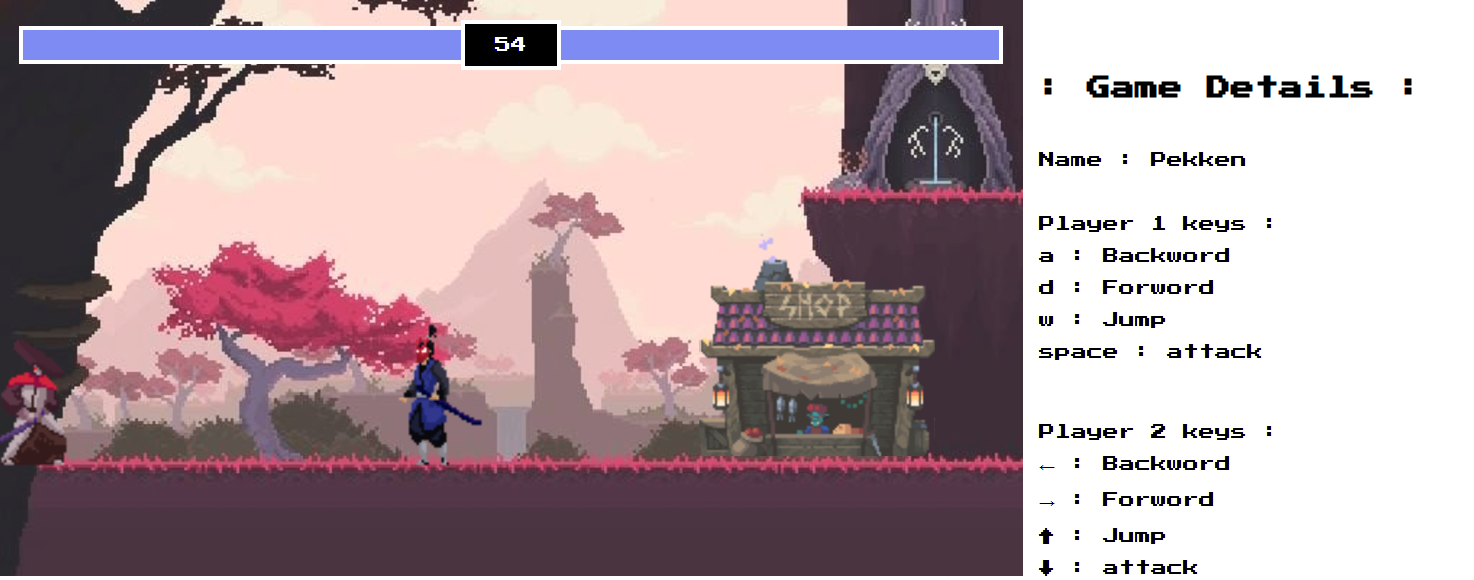 54
SHOP
: Game Details :
Name : Pekken
Player 1 keys :
a : Backword
d : Forword
w : Jump
space : attack
Player 2 keys :
← : Backword
→ : Forword
↑ : Jump
↓ : attack